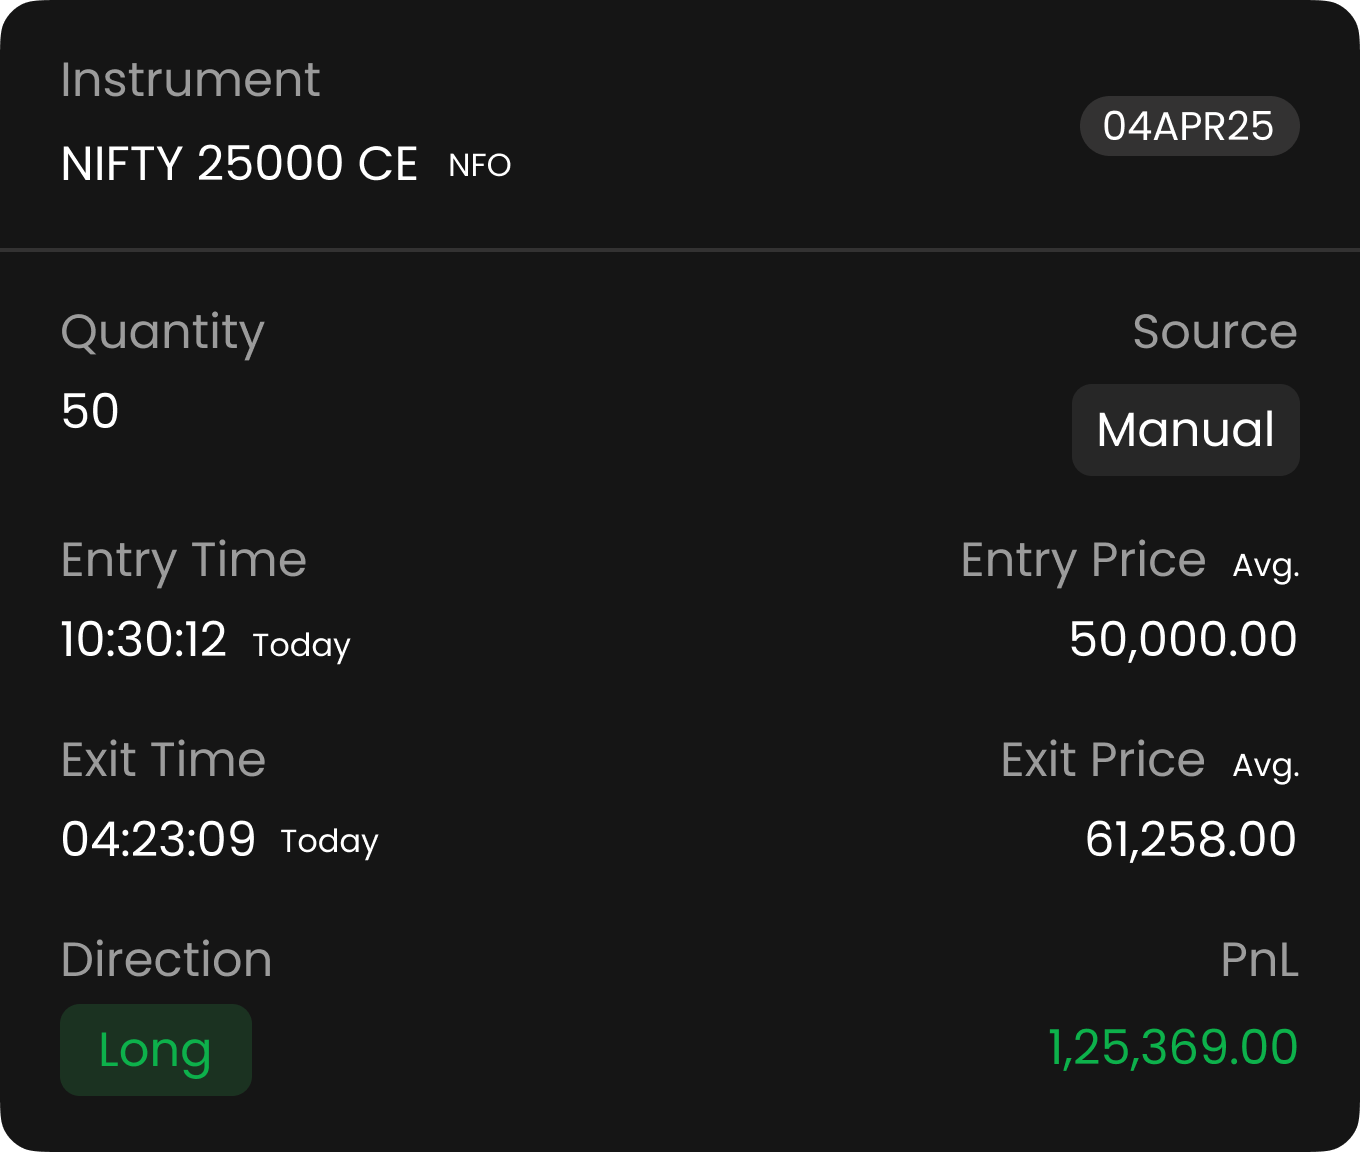 Instrument
NIFTY 25000 CE NFO
04APR25
Quantity
Source
50
Manual
Entry Time
Entry Price Avg.
10:30:12 Today
50,000.00
Exit Time
Exit Price Avg.
04:23:09 Today
61,258.00
Direction
PnL
Long
1,25,369.00